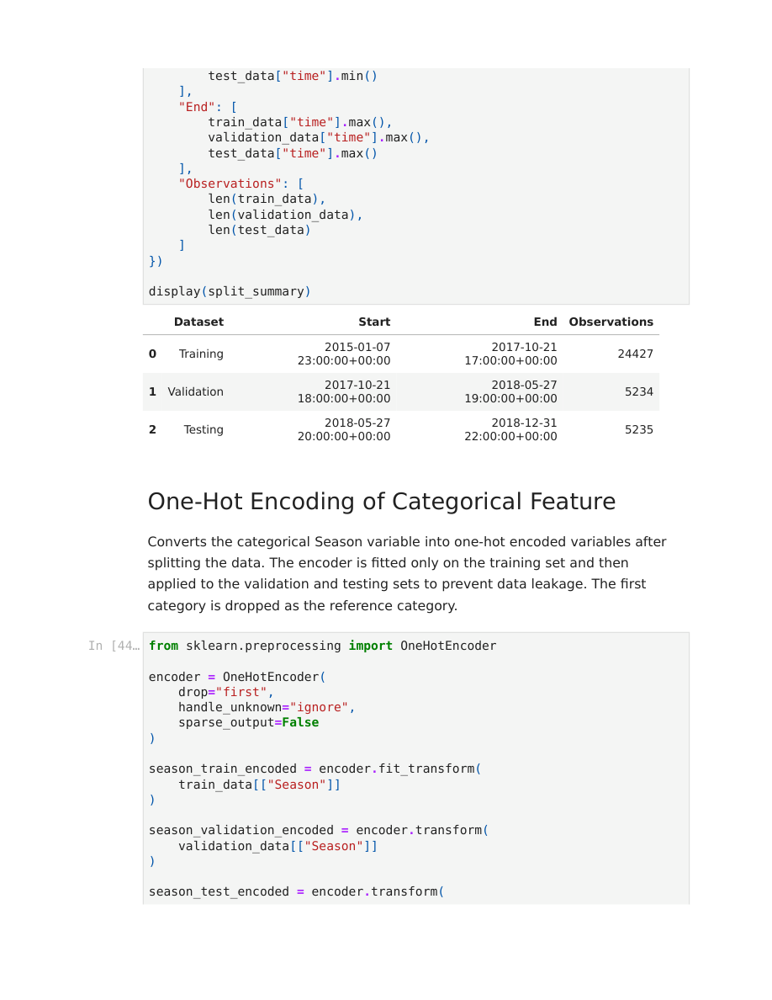 test_data["time"].min()
    ],
    "End": [
        train_data["time"].max(),
        validation_data["time"].max(),
        test_data["time"].max()
    ],
    "Observations": [
        len(train_data),
        len(validation_data),
        len(test_data)
    ]
})

display(split_summary)
Dataset Start End Observations
0 Training 2015-01-07 23:00:00+00:00 2017-10-21 17:00:00+00:00 24427
1 Validation 2017-10-21 18:00:00+00:00 2018-05-27 19:00:00+00:00 5234
2 Testing 2018-05-27 20:00:00+00:00 2018-12-31 22:00:00+00:00 5235
One-Hot Encoding of Categorical Feature
Converts the categorical Season variable into one-hot encoded variables after
splitting the data. The encoder is fitted only on the training set and then
applied to the validation and testing sets to prevent data leakage. The first
category is dropped as the reference category.
In [44… from sklearn.preprocessing import OneHotEncoder

encoder = OneHotEncoder(
    drop="first",
    handle_unknown="ignore",
    sparse_output=False
)

season_train_encoded = encoder.fit_transform(
    train_data[["Season"]]
)

season_validation_encoded = encoder.transform(
    validation_data[["Season"]]
)

season_test_encoded = encoder.transform(